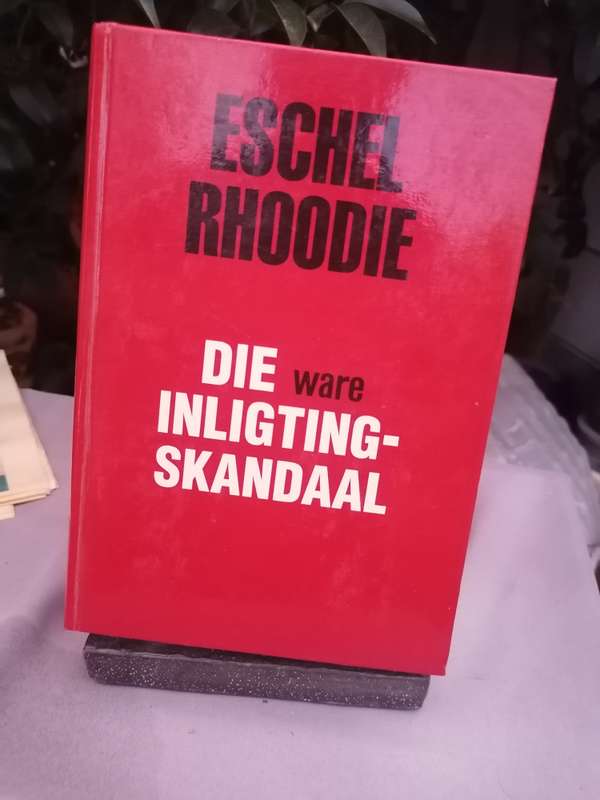 ESCHEL
RHOODIE
DIE ware
INLIGTING-
SKANDAAL